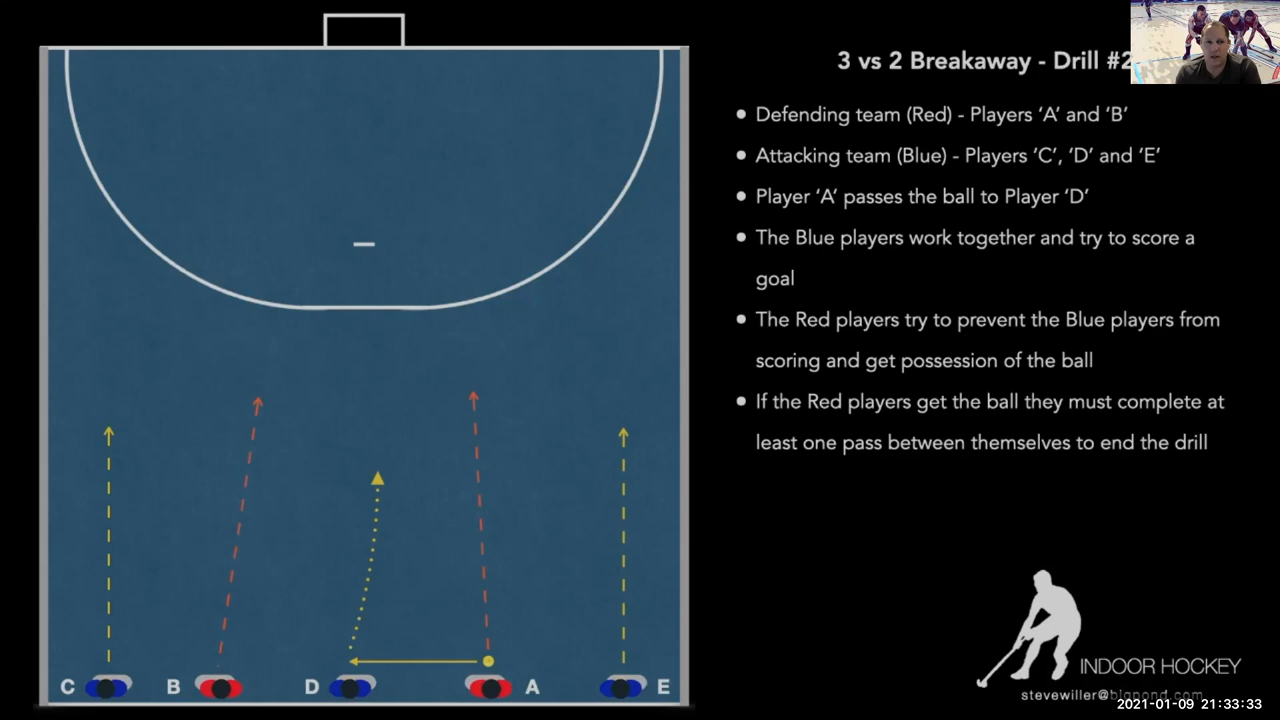 3 vs 2 Breakaway - Drill #2
• Defending team (Red) - Players ‘A’ and ‘B’
• Attacking team (Blue) - Players ‘C’, ‘D’ and ‘E’
• Player ‘A’ passes the ball to Player ‘D’
• The Blue players work together and try to score a
goal
• The Red players try to prevent the Blue players from
scoring and get possession of the ball
• If the Red players get the ball they must complete at
least one pass between themselves to end the drill
C B D A E
INDOOR HOCKEY
stevewiller@bigpond.com
2021-01-09 21:33:33